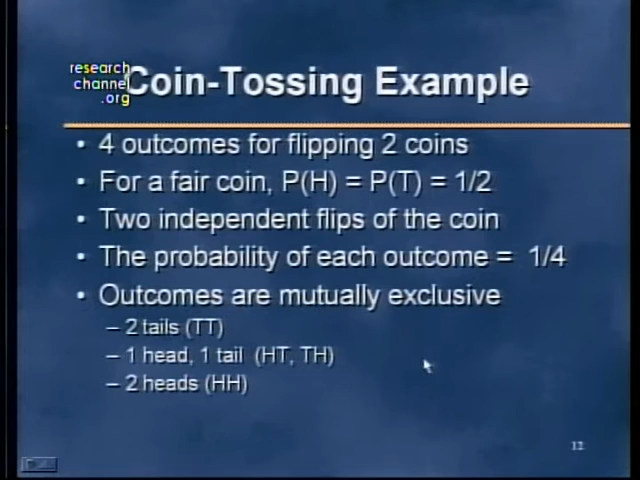 research
channel
.org
Coin-Tossing Example
• 4 outcomes for flipping 2 coins
• For a fair coin, P(H) = P(T) = 1/2
• Two independent flips of the coin
• The probability of each outcome = 1/4
• Outcomes are mutually exclusive
– 2 tails (TT)
– 1 head, 1 tail (HT, TH)
– 2 heads (HH)
12